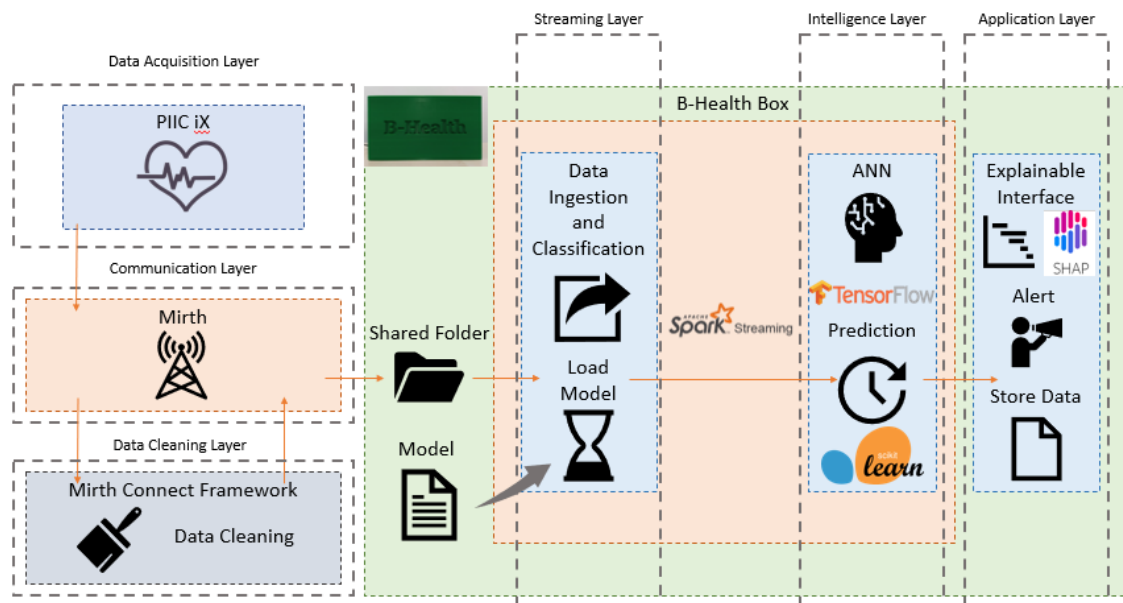 Streaming Layer
Intelligence Layer
Application Layer
Data Acquisition Layer
PIIC iX
B-Health
B-Health Box
Data
Ingestion
and
Classification
ANN
Explainable
Interface
SHAP
Communication Layer
Mirth
Shared Folder
APACHE
Spark Streaming
TensorFlow
Alert
Load
Model
Prediction
Store Data
Data Cleaning Layer
Mirth Connect Framework
Data Cleaning
Model
scikit
learn